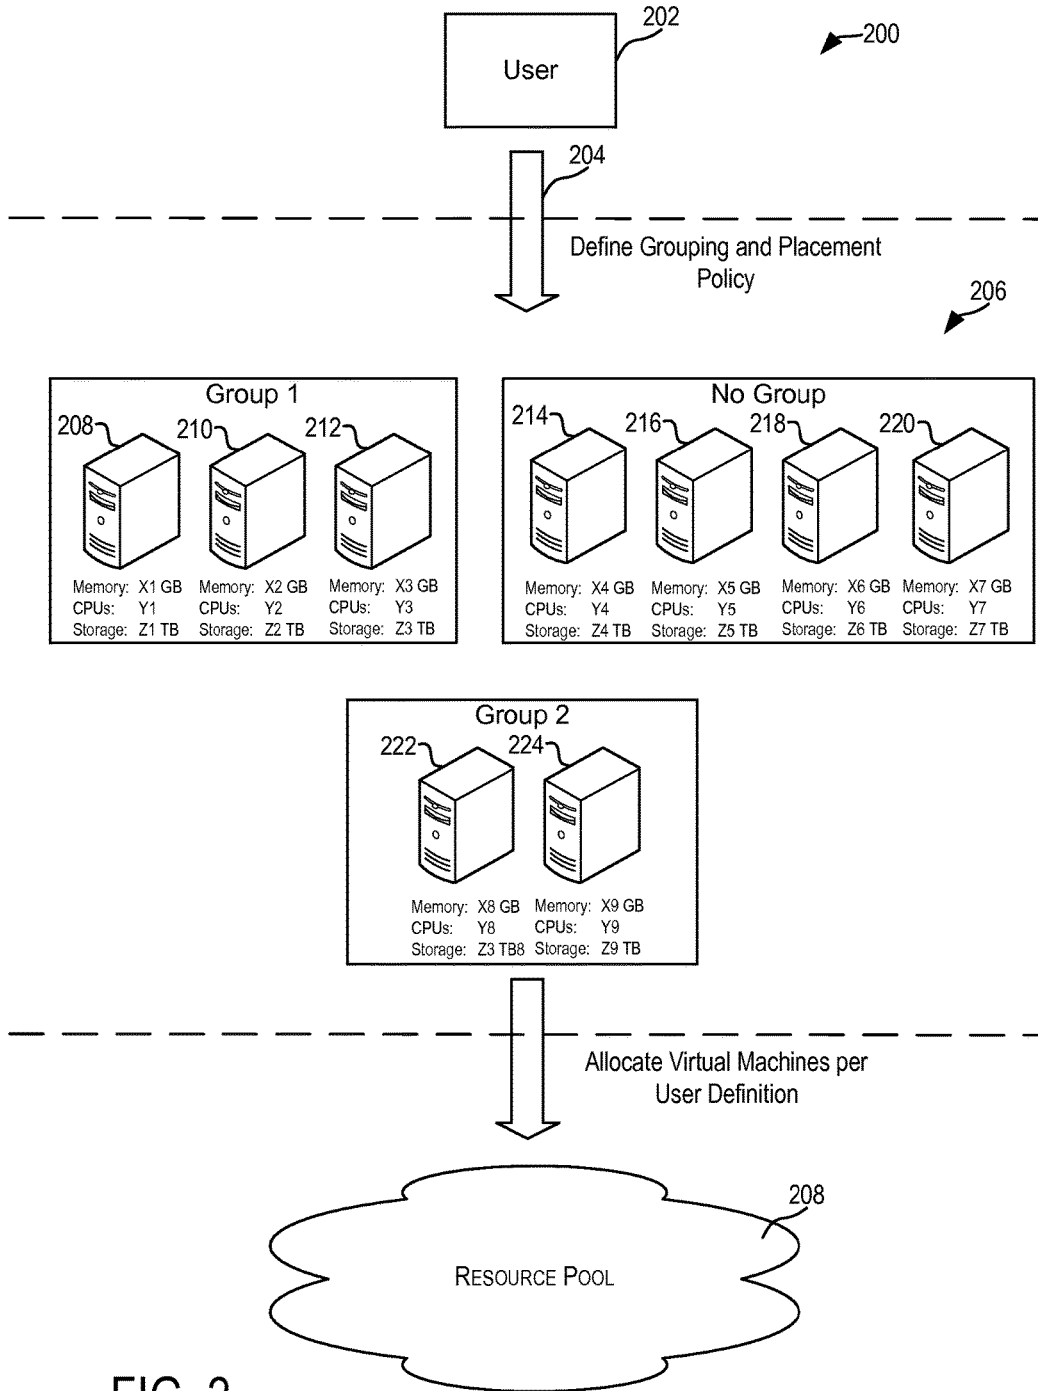 202
200
User
204
Define Grouping and Placement
Policy
206
Group 1
208 210 212
Memory: X1 GB Memory: X2 GB Memory: X3 GB
CPUs: Y1 CPUs: Y2 CPUs: Y3
Storage: Z1 TB Storage: Z2 TB Storage: Z3 TB
No Group
214 216 218 220
Memory: X4 GB Memory: X5 GB Memory: X6 GB Memory: X7 GB
CPUs: Y4 CPUs: Y5 CPUs: Y6 CPUs: Y7
Storage: Z4 TB Storage: Z5 TB Storage: Z6 TB Storage: Z7 TB
Group 2
222 224
Memory: X8 GB Memory: X9 GB
CPUs: Y8 CPUs: Y9
Storage: Z3 TB8 Storage: Z9 TB
Allocate Virtual Machines per
User Definition
208
RESOURCE POOL
FIG. 2